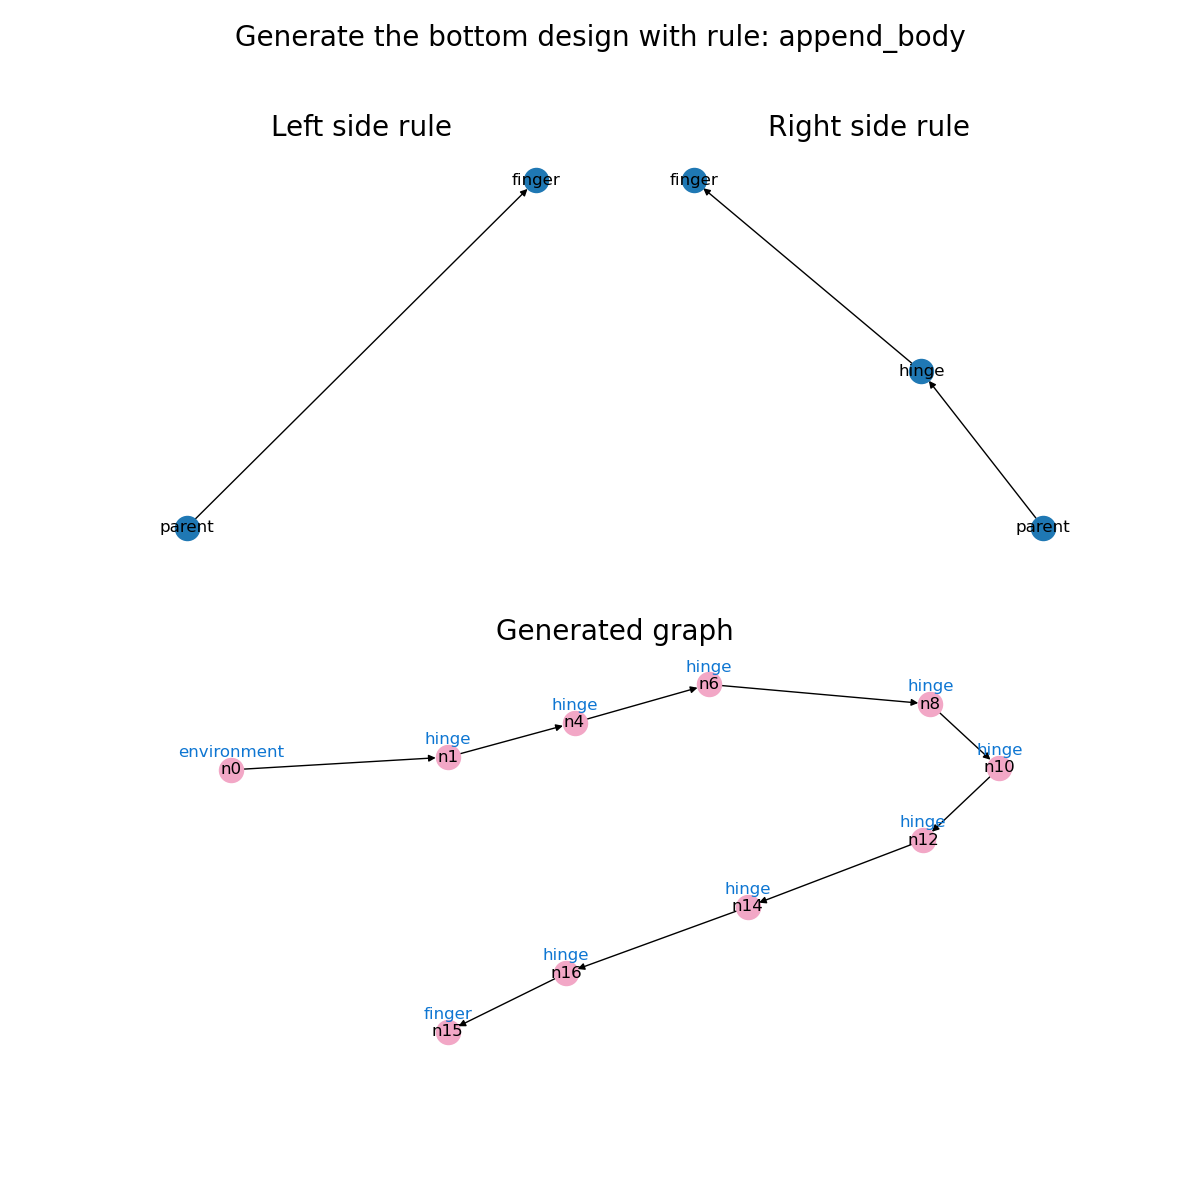 Generate the bottom design with rule: append_body
Left side rule
Right side rule
finger
finger
hinge
parent
parent
Generated graph
hinge
n6
hinge
n8
hinge
n4
hinge
n1
environment
n0
hinge
n10
hinge
n12
hinge
n14
hinge
n16
finger
n15